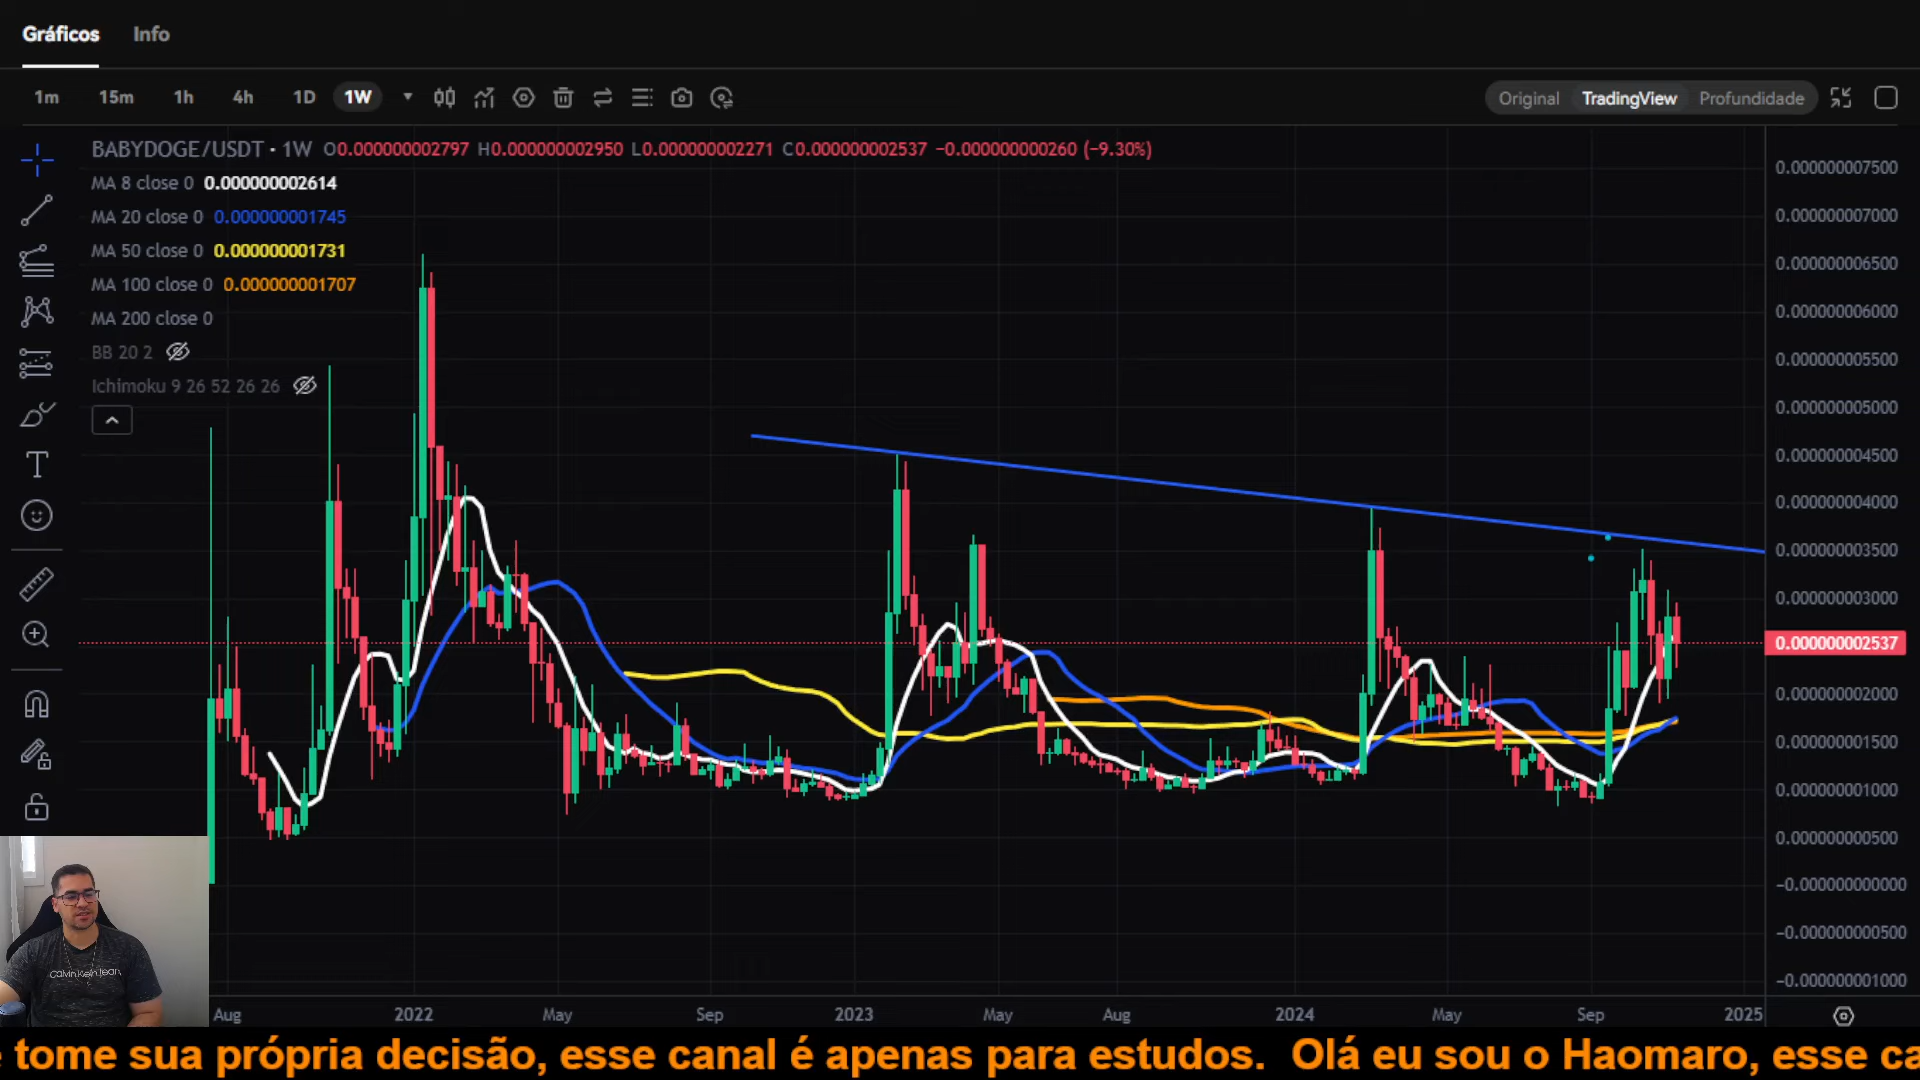 Gráficos Info
1m 15m 1h 4h 1D 1W Original TradingView Profundidade
BABYDOGE/USDT · 1W O0.000000002797 H0.000000002950 L0.000000002271 C0.000000002537 −0.000000000260 (−9.30%)
MA 8 close 0 0.000000002614
MA 20 close 0 0.000000001745
MA 50 close 0 0.000000001731
MA 100 close 0 0.000000001707
MA 200 close 0
BB 20 2
Ichimoku 9 26 52 26 26
0.000000007500
0.000000007000
0.000000006500
0.000000006000
0.000000005500
0.000000005000
0.000000004500
0.000000004000
0.000000003500
0.000000003000
0.000000002537
0.000000002000
0.000000001500
0.000000001000
0.000000000500
−0.000000000000
−0.000000000500
−0.000000001000
Calvin Klein Jeans
Aug 2022 May Sep 2023 May Aug 2024 May Sep 2025
e tome sua própria decisão, esse canal é apenas para estudos. Olá eu sou o Haomaro, esse ca